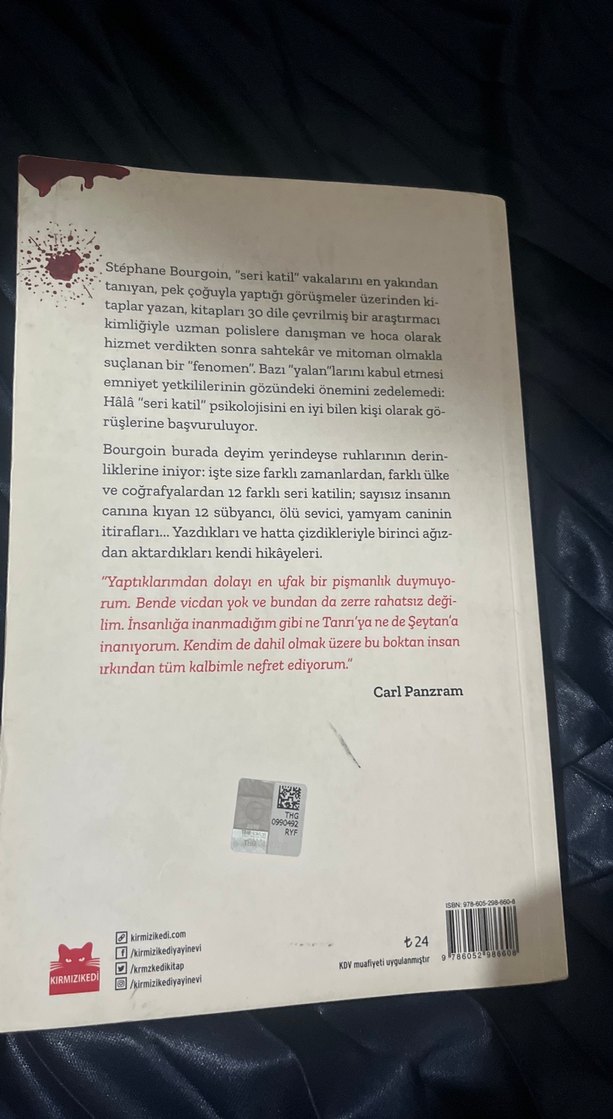 Stéphane Bourgoin, "seri katil" vakalarını en yakından
tanıyan, pek çoğuyla yaptığı görüşmeler üzerinden ki-
taplar yazan, kitapları 30 dile çevrilmiş bir araştırmacı
kimliğiyle uzman polislere danışman ve hoca olarak
hizmet verdikten sonra sahtekâr ve mitoman olmakla
suçlanan bir "fenomen". Bazı "yalan"larını kabul etmesi
emniyet yetkililerinin gözündeki önemini zedelemedi:
Hâlâ "seri katil" psikolojisini en iyi bilen kişi olarak gö-
rüşlerine başvuruluyor.
Bourgoin burada deyim yerindeyse ruhlarının derin-
liklerine iniyor: işte size farklı zamanlardan, farklı ülke
ve coğrafyalardan 12 farklı seri katilin; sayısız insanın
canına kıyan 12 sübyancı, ölü sevici, yamyam caninin
itirafları... Yazdıkları ve hatta çizdikleriyle birinci ağız-
dan aktardıkları kendi hikâyeleri.
"Yaptıklarımdan dolayı en ufak bir pişmanlık duymuyo-
rum. Bende vicdan yok ve bundan da zerre rahatsız deği-
lim. İnsanlığa inanmadığım gibi ne Tanrı'ya ne de Şeytan'a
inanıyorum. Kendim de dahil olmak üzere bu boktan insan
ırkından tüm kalbimle nefret ediyorum."
Carl Panzram
THG
0990492
RYF
KIRMIZIKEDİ
kirmizikedi.com
/kirmizikediyayinevi
/krmzkedikitap
/kirmizikediyayinevi
₺24
KDV muafiyeti uygulanmıştır
ISBN: 978-605-298-660-8
9 786052 986608